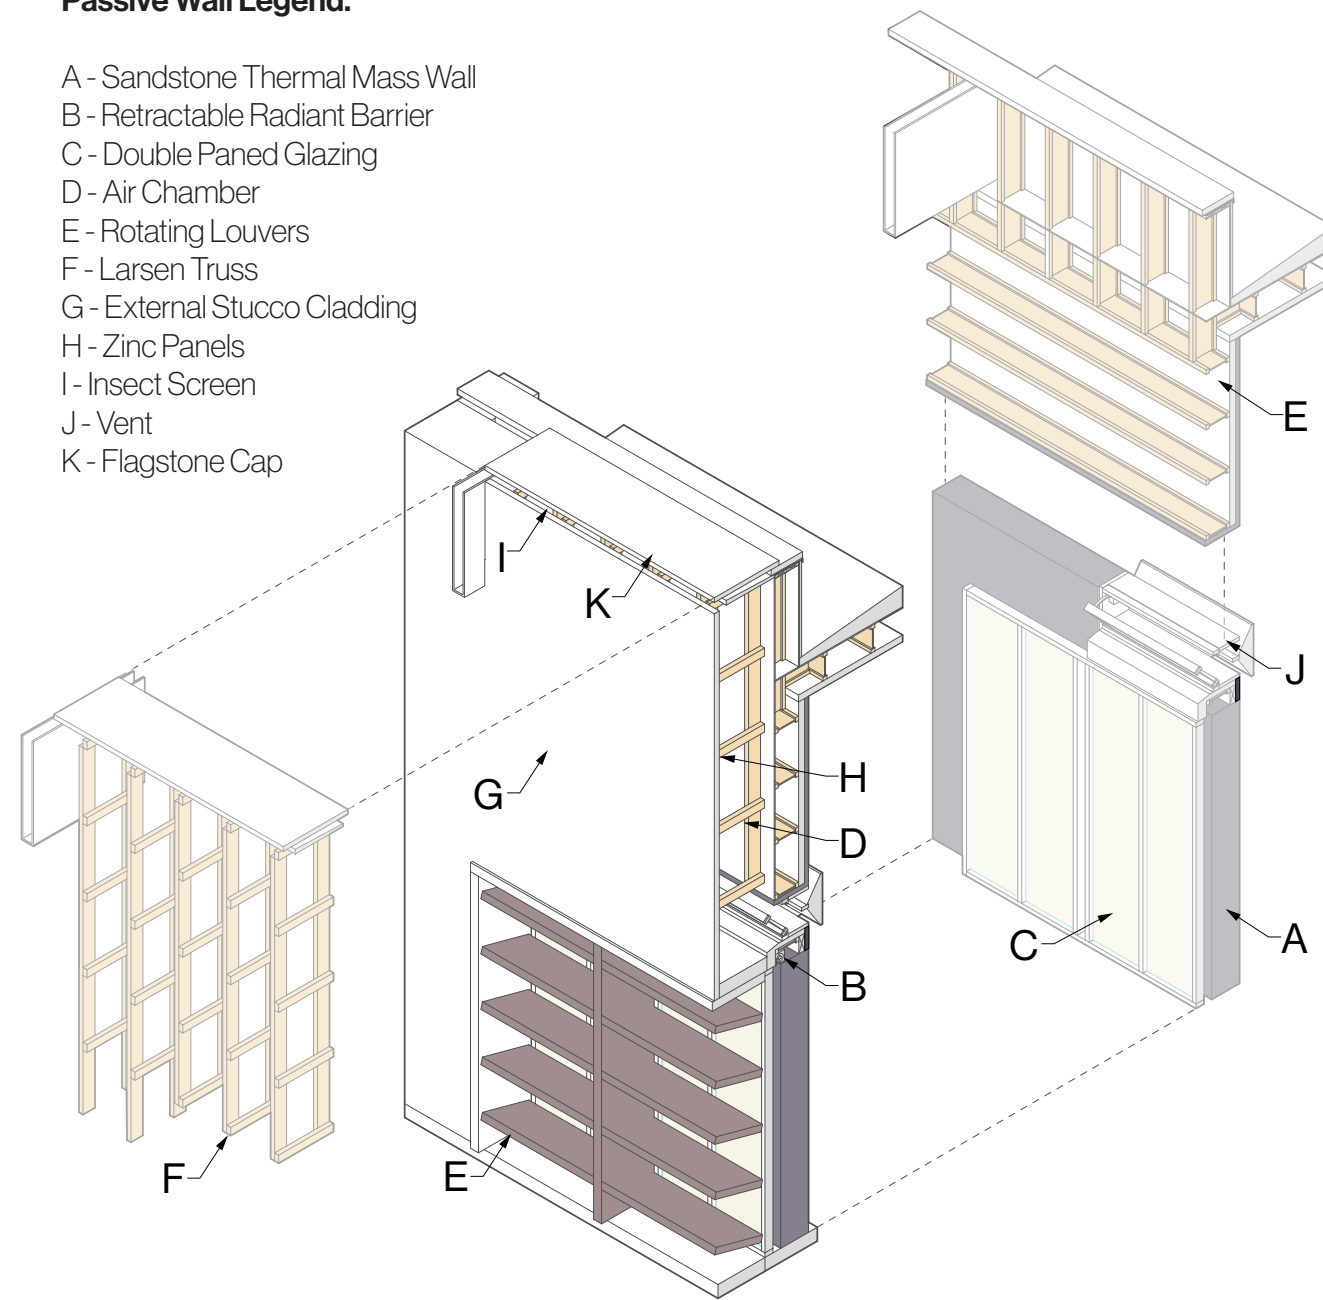 Passive Wall Legend:
A - Sandstone Thermal Mass Wall
B - Retractable Radiant Barrier
C - Double Paned Glazing
D - Air Chamber
E - Rotating Louvers
F - Larsen Truss
G - External Stucco Cladding
H - Zinc Panels
I - Insect Screen
J - Vent
K - Flagstone Cap
E
I
K
J
H
G
D
A
C
B
F
E